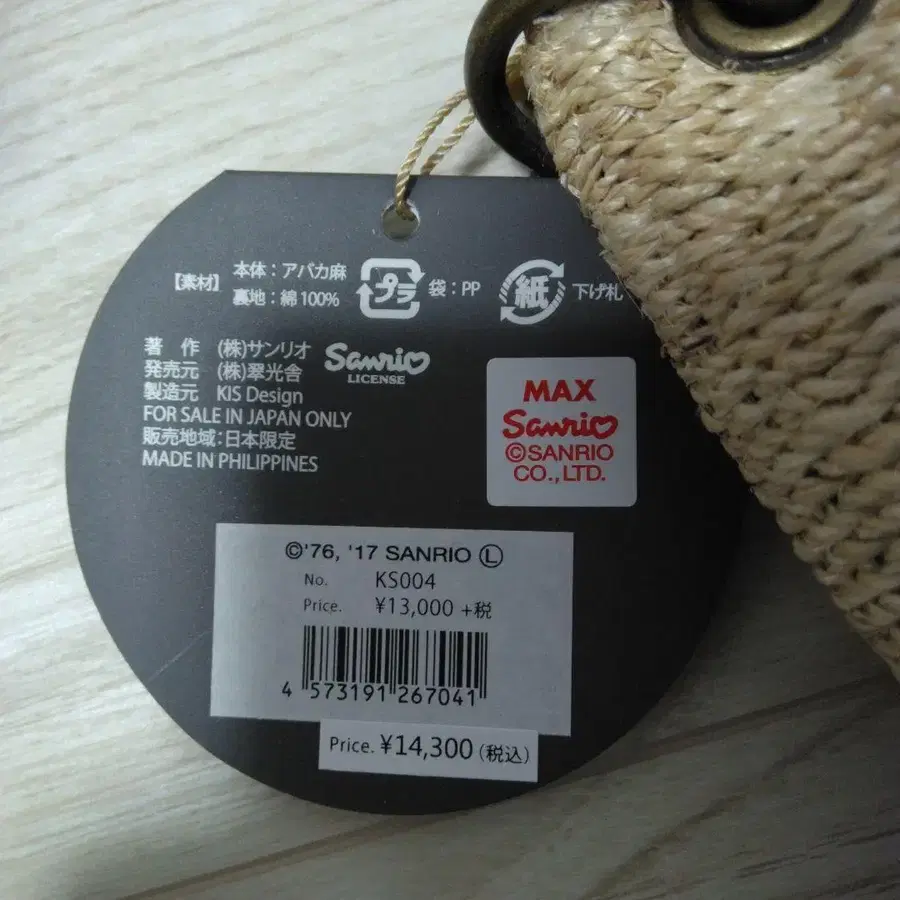 【素材】 本体：アバカ麻
裏地：綿100%
プラ 袋：PP
紙 下げ札
著　作　(株)サンリオ
発売元　(株)翠光舎
製造元　KIS Design
FOR SALE IN JAPAN ONLY
販売地域：日本限定
MADE IN PHILIPPINES
Sanrio
LICENSE
MAX
Sanrio
©SANRIO
CO.,LTD.
©'76, '17 SANRIO Ⓛ
No. KS004
Price. ¥13,000 +税
4 573191 267041
Price. ¥14,300 (税込)